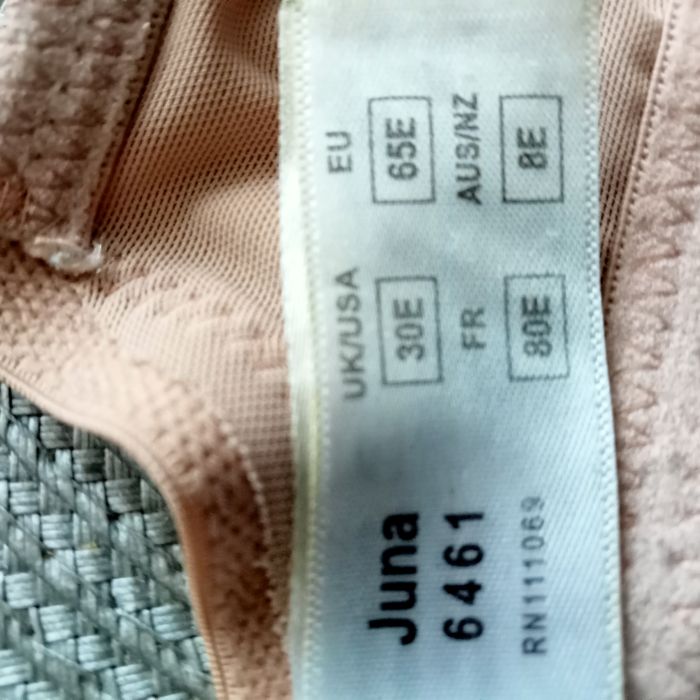 Juna
6461
RN111069
UK/USA
30E
EU
65E
FR
80E
AUS/NZ
8E